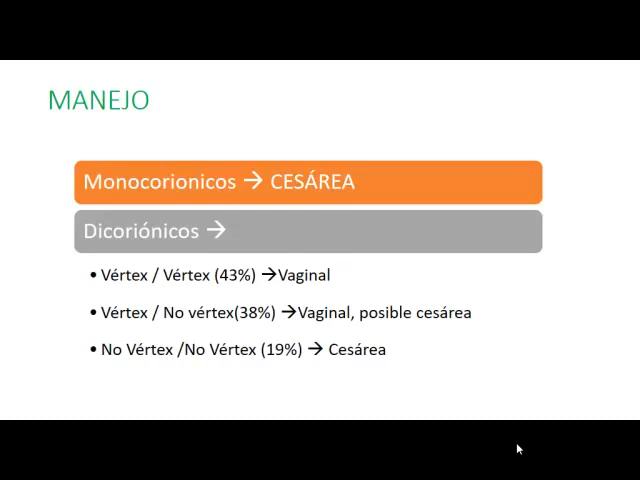 MANEJO
Monocorionicos → CESÁREA
Dicoriónicos →
• Vértex / Vértex (43%) →Vaginal
• Vértex / No vértex(38%) →Vaginal, posible cesárea
• No Vértex /No Vértex (19%) → Cesárea